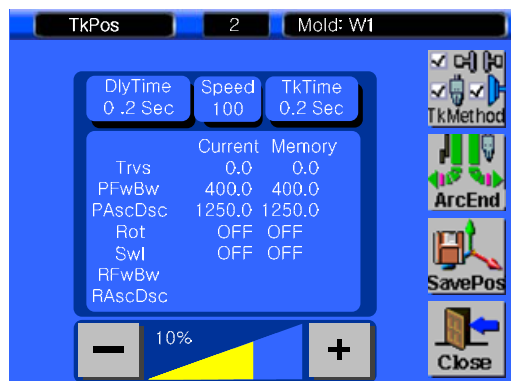 TkPos 2 Mold: W1
DlyTime Speed TkTime
0 .2 Sec 100 0.2 Sec
TkMethod
Current Memory
Trvs 0.0 0.0
PFwBw 400.0 400.0
PAscDsc 1250.0 1250.0
Rot OFF OFF
Swl OFF OFF
RFwBw
RAscDsc
ArcEnd
SavePos
10%
Close